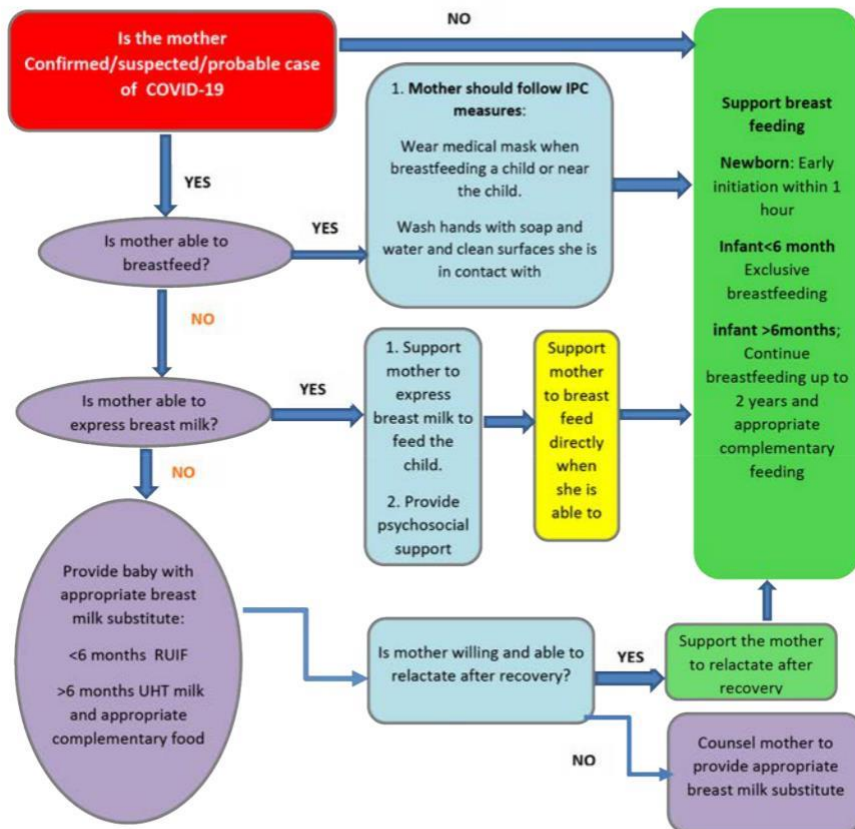 Is the mother
Confirmed/suspected/probable case
of COVID-19
NO
YES
Is mother able to
breastfeed?
YES
1. Mother should follow IPC
measures:
Wear medical mask when
breastfeeding a child or near
the child.
Wash hands with soap and
water and clean surfaces she is
in contact with
Support breast
feeding
Newborn: Early
initiation within 1
hour
Infant<6 month
Exclusive
breastfeeding
infant >6months;
Continue
breastfeeding up to
2 years and
appropriate
complementary
feeding
NO
Is mother able to
express breast milk?
YES
1. Support
mother to
express
breast milk to
feed the
child.
2. Provide
psychosocial
support
Support
mother
to breast
feed
directly
when
she is
able to
NO
Provide baby with
appropriate breast
milk substitute:
<6 months RUIF
>6 months UHT milk
and appropriate
complementary food
Is mother willing and able to
relactate after recovery?
YES
Support the mother
to relactate after
recovery
NO
Counsel mother to
provide appropriate
breast milk substitute